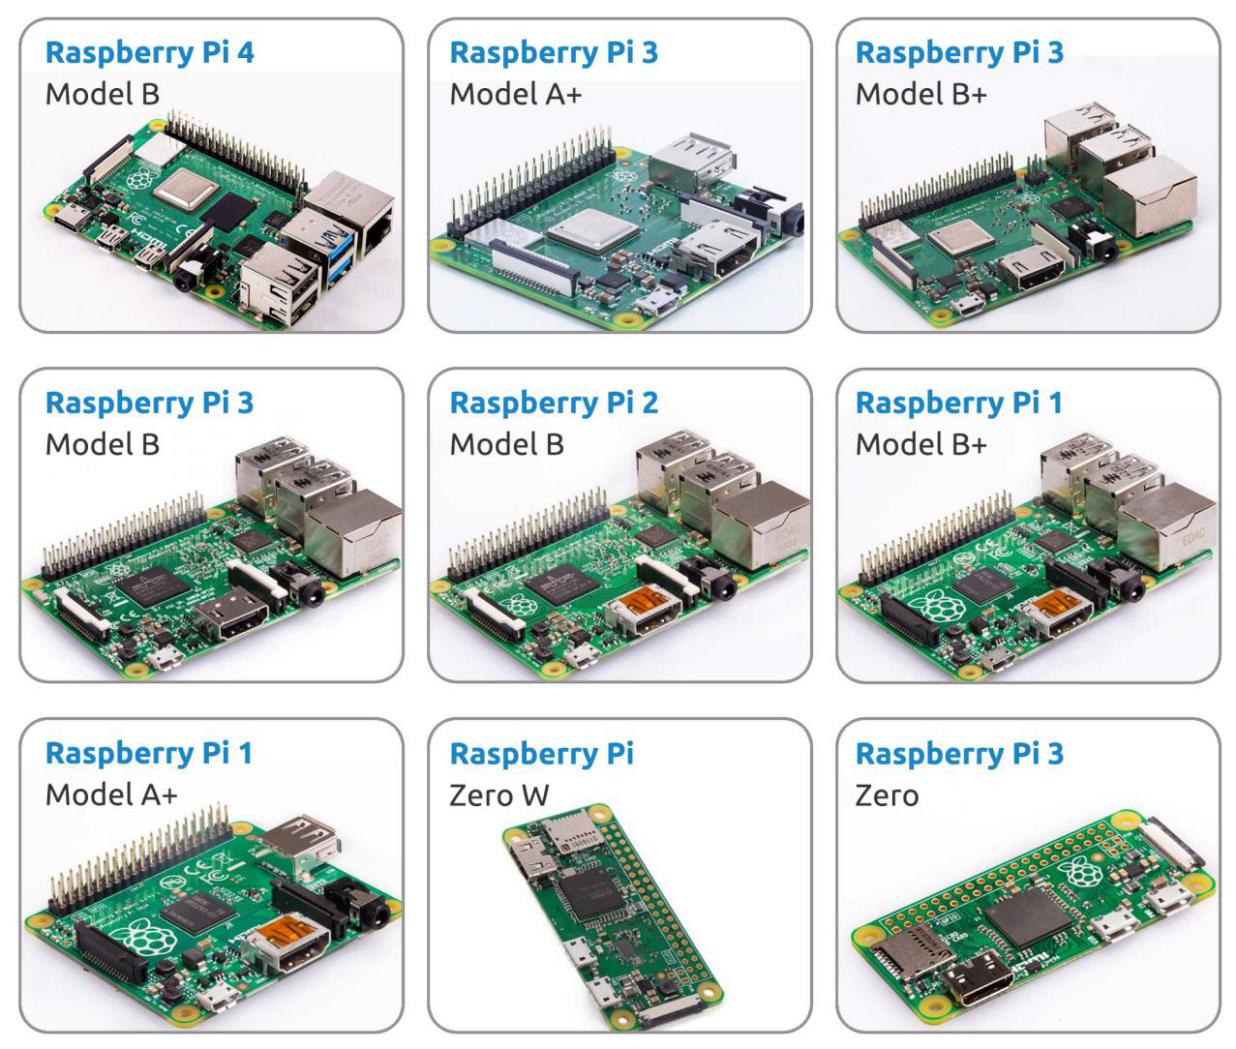 Raspberry Pi 4
Model B
Raspberry Pi 3
Model A+
Raspberry Pi 3
Model B+
Raspberry Pi 3
Model B
Raspberry Pi 2
Model B
Raspberry Pi 1
Model B+
Raspberry Pi 1
Model A+
Raspberry Pi
Zero W
Raspberry Pi 3
Zero